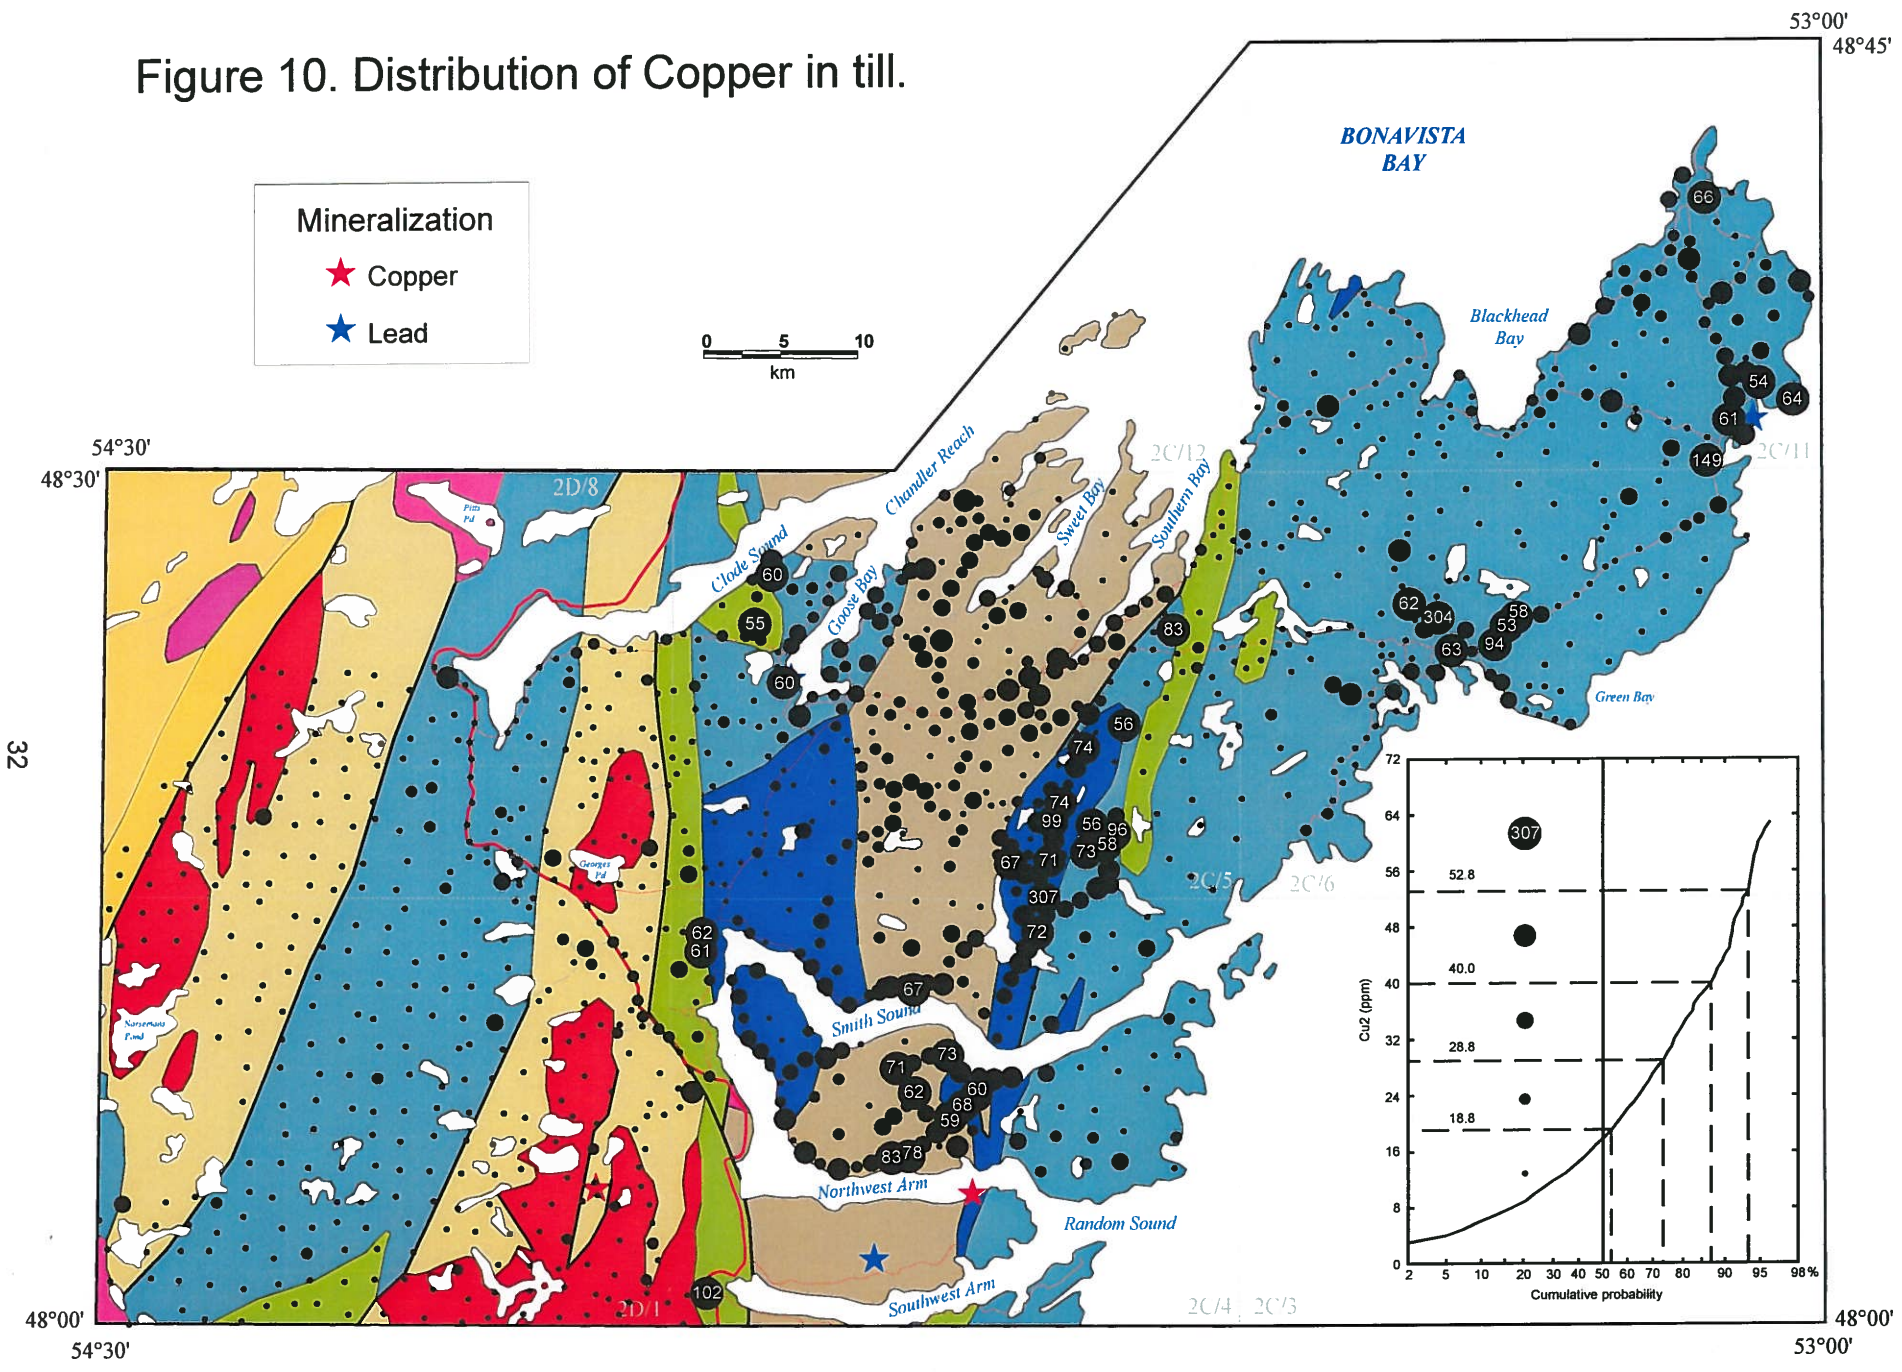 53°00'
48°45'
Figure 10. Distribution of Copper in till.
BONAVISTA
BAY
Mineralization
Copper
Lead
0 5 10
km
Blackhead
Bay
66
54
64
61
149
2C/11
54°30'
48°30'
2D/8
Pitts
Pd
Chandler Reach
2C/12
Clode Sound
Sweet Bay
Southern Bay
Goose Bay
60
55
60
83
62
304
58
53
94
63
Green Bay
56
74
74
99
56
96
58
73
67
71
307
72
2C/5
2C/6
Georges
Pd
32
62
61
67
Smith Sound
Norsemans
Pond
71
73
62
60
68
59
83
78
Northwest Arm
Random Sound
102
Southwest Arm
2D/1
2C/4
2C/3
72
64
56
48
40
32
24
16
8
0
Cu2 (ppm)
307
52.8
40.0
28.8
18.8
2 5 10 20 30 40 50 60 70 80 90 95 98%
Cumulative probability
48°00'
54°30'
48°00'
53°00'